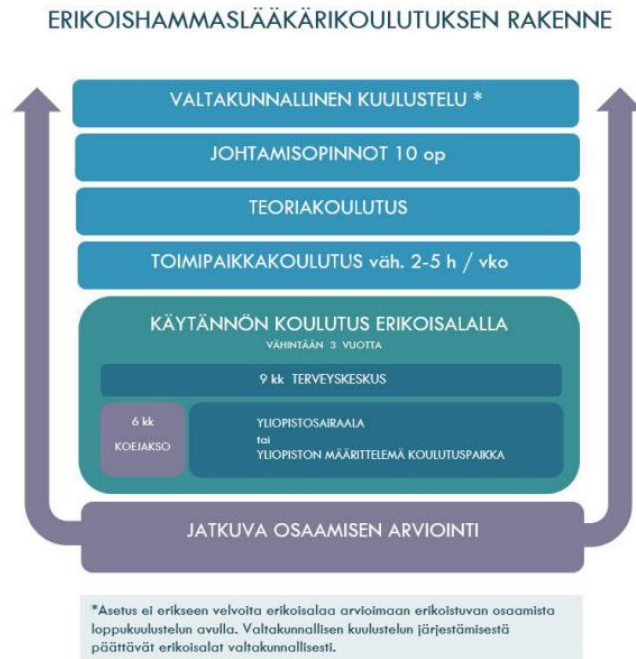 ERIKOISHAMMASLÄÄKÄRIKOULUTUKSEN RAKENNE
VALTAKUNNALLINEN KUULUSTELU *
JOHTAMISOPINNOT 10 op
TEORIAKOULUTUS
TOIMIPAIKKAKOULUTUS väh. 2-5 h / vko
KÄYTÄNNÖN KOULUTUS ERIKOISALALLA
VÄHINTÄÄN 3 VUOTTA
9 kk TERVEYSKESKUS
6 kk
KOEJAKSO
YLIOPISTOSAIRAALA
tai
YLIOPISTON MÄÄRITTELEMÄ KOULUTUSPAIKKA
JATKUVA OSAAMISEN ARVIOINTI
*Asetus ei erikseen velvoita erikoisalaa arvioimaan erikoistuvan osaamista
loppukuulustelun avulla. Valtakunnallisen kuulustelun järjestämisestä
päättävät erikoisalat valtakunnallisesti.